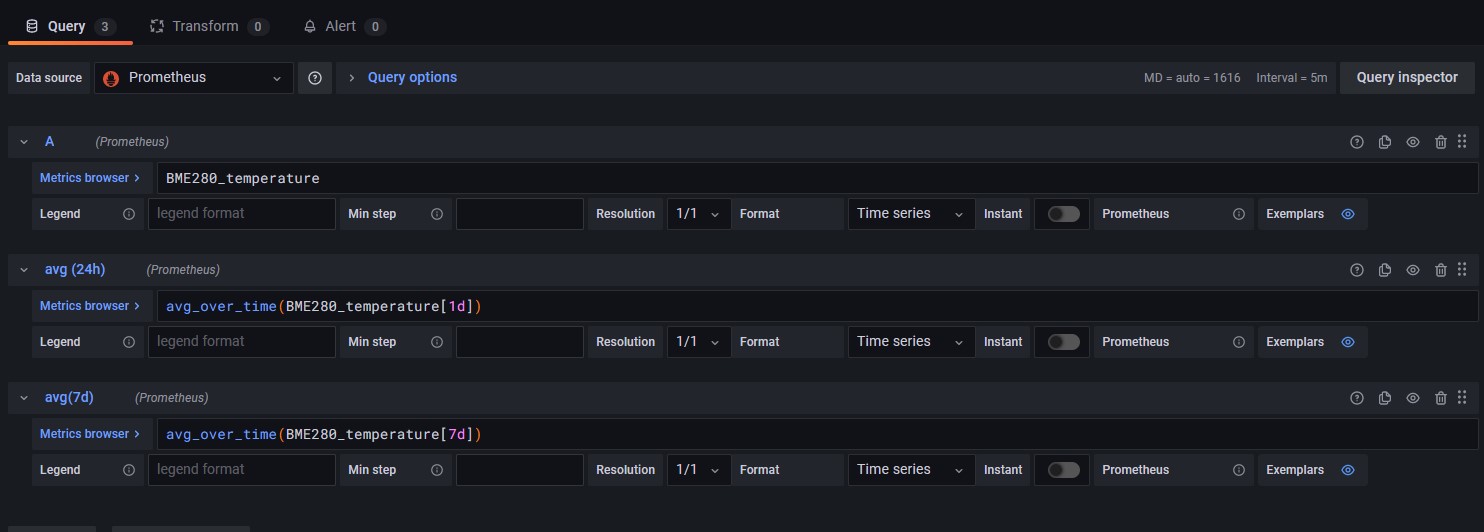 Query 3 Transform 0 Alert 0
Data source Prometheus Query options MD = auto = 1616 Interval = 5m Query inspector
A (Prometheus)
Metrics browser > BME280_temperature
Legend legend format Min step Resolution 1/1 Format Time series Instant Prometheus Exemplars
avg (24h) (Prometheus)
Metrics browser > avg_over_time(BME280_temperature[1d])
Legend legend format Min step Resolution 1/1 Format Time series Instant Prometheus Exemplars
avg(7d) (Prometheus)
Metrics browser > avg_over_time(BME280_temperature[7d])
Legend legend format Min step Resolution 1/1 Format Time series Instant Prometheus Exemplars